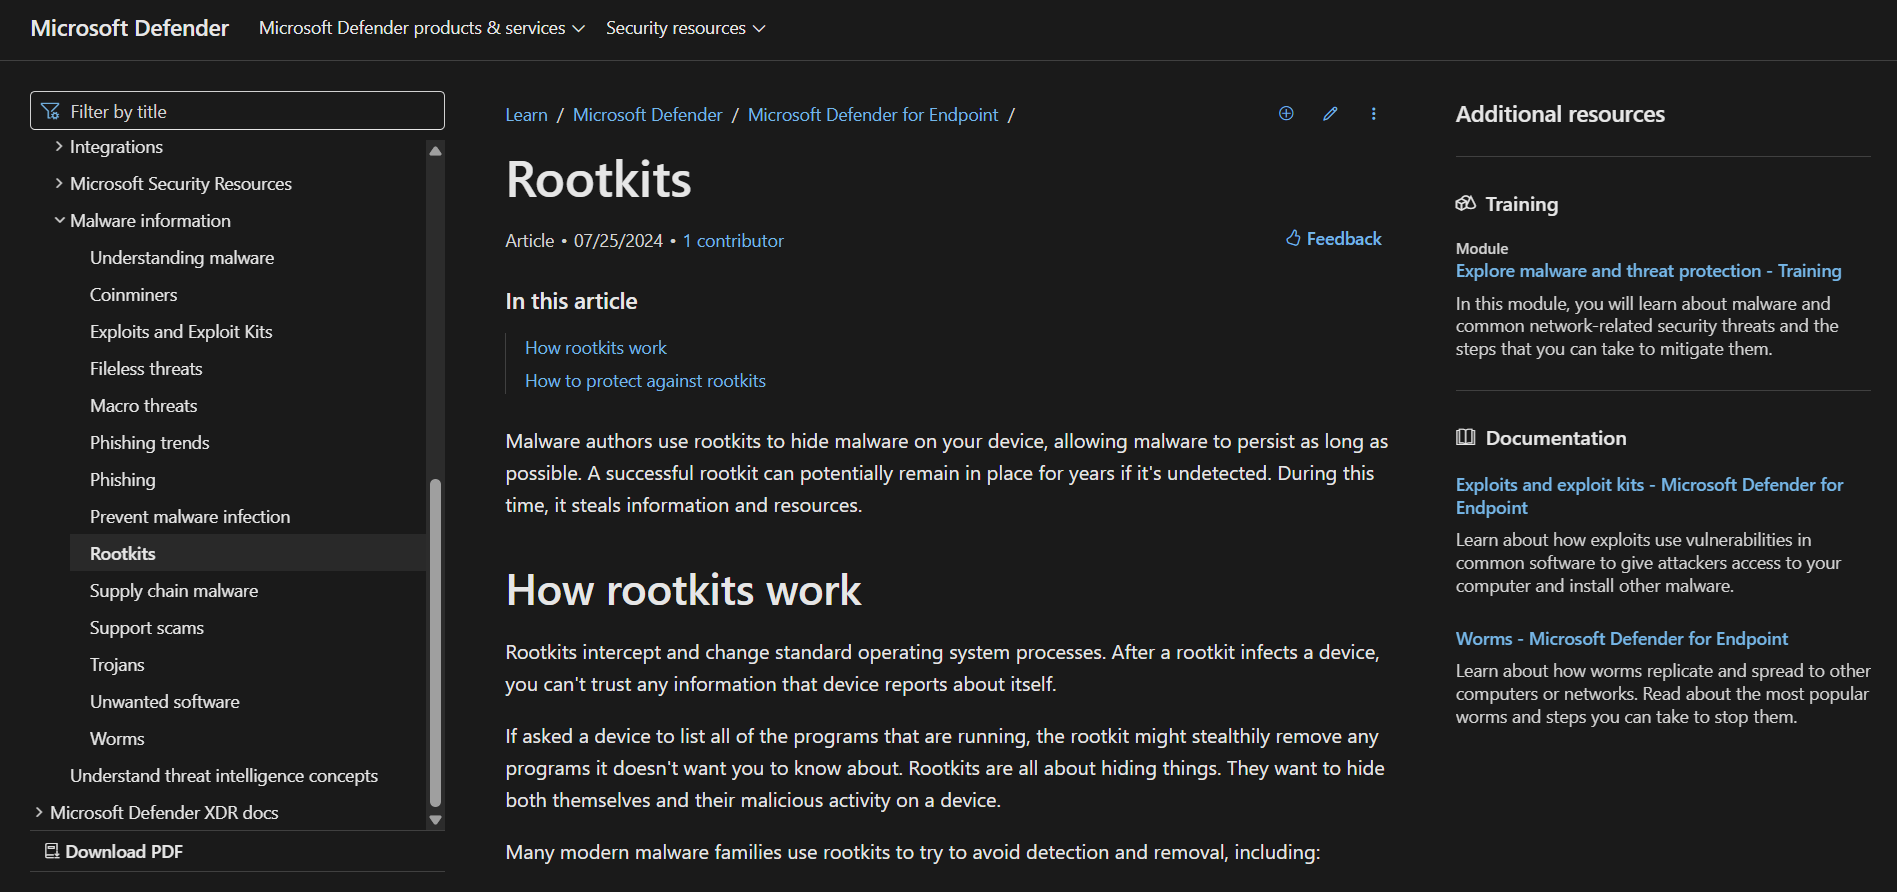 Microsoft Defender
Microsoft Defender products & services
Security resources
Filter by title
Integrations
Microsoft Security Resources
Malware information
Understanding malware
Coinminers
Exploits and Exploit Kits
Fileless threats
Macro threats
Phishing trends
Phishing
Prevent malware infection
Rootkits
Supply chain malware
Support scams
Trojans
Unwanted software
Worms
Understand threat intelligence concepts
Microsoft Defender XDR docs
Download PDF
Learn / Microsoft Defender / Microsoft Defender for Endpoint /
Rootkits
Article • 07/25/2024 • 1 contributor
Feedback
In this article
How rootkits work
How to protect against rootkits
Malware authors use rootkits to hide malware on your device, allowing malware to persist as long as
possible. A successful rootkit can potentially remain in place for years if it's undetected. During this
time, it steals information and resources.
How rootkits work
Rootkits intercept and change standard operating system processes. After a rootkit infects a device,
you can't trust any information that device reports about itself.
If asked a device to list all of the programs that are running, the rootkit might stealthily remove any
programs it doesn't want you to know about. Rootkits are all about hiding things. They want to hide
both themselves and their malicious activity on a device.
Many modern malware families use rootkits to try to avoid detection and removal, including:
Additional resources
Training
Module
Explore malware and threat protection - Training
In this module, you will learn about malware and
common network-related security threats and the
steps that you can take to mitigate them.
Documentation
Exploits and exploit kits - Microsoft Defender for
Endpoint
Learn about how exploits use vulnerabilities in
common software to give attackers access to your
computer and install other malware.
Worms - Microsoft Defender for Endpoint
Learn about how worms replicate and spread to other
computers or networks. Read about the most popular
worms and steps you can take to stop them.